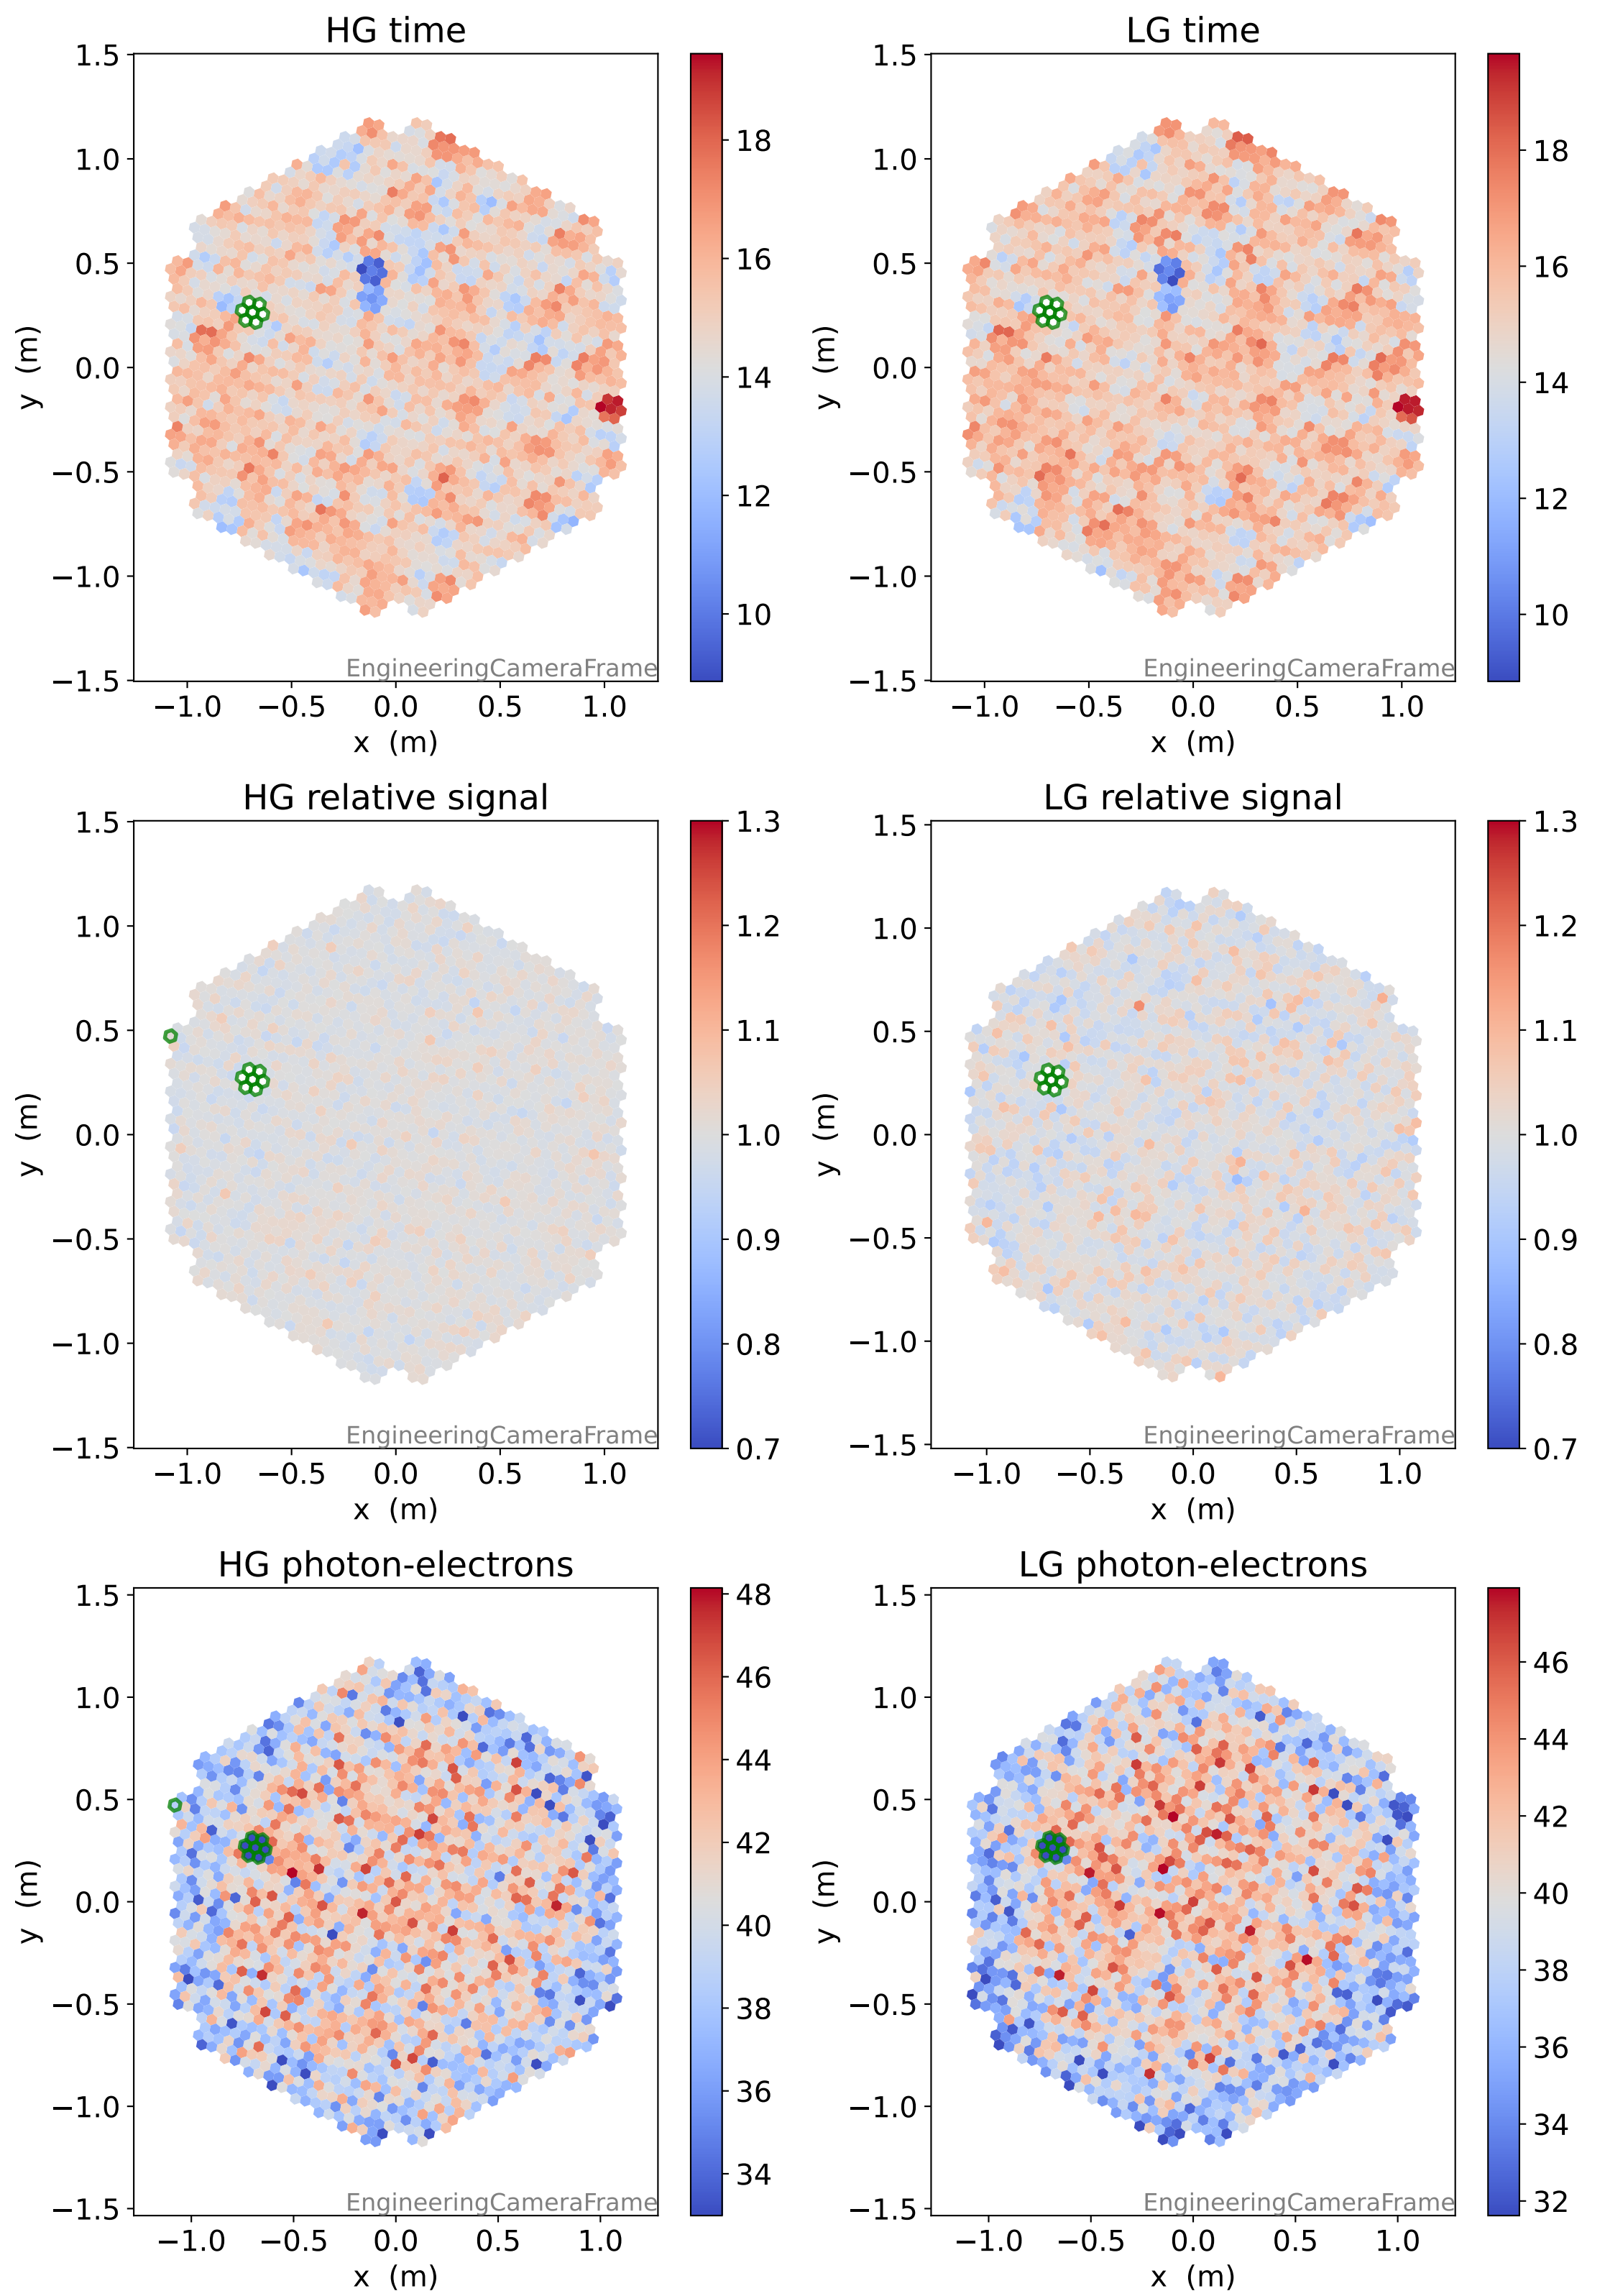 HG time
1.5
1.0
0.5
0.0
−0.5
−1.0
−1.5
y (m)
EngineeringCameraFrame
−1.0 −0.5 0.0 0.5 1.0
x (m)
18
16
14
12
10
LG time
1.5
1.0
0.5
0.0
−0.5
−1.0
−1.5
y (m)
EngineeringCameraFrame
−1.0 −0.5 0.0 0.5 1.0
x (m)
18
16
14
12
10
HG relative signal
1.5
1.0
0.5
0.0
−0.5
−1.0
−1.5
y (m)
EngineeringCameraFrame
−1.0 −0.5 0.0 0.5 1.0
x (m)
1.3
1.2
1.1
1.0
0.9
0.8
0.7
LG relative signal
1.5
1.0
0.5
0.0
−0.5
−1.0
−1.5
y (m)
EngineeringCameraFrame
−1.0 −0.5 0.0 0.5 1.0
x (m)
1.3
1.2
1.1
1.0
0.9
0.8
0.7
HG photon-electrons
1.5
1.0
0.5
0.0
−0.5
−1.0
−1.5
y (m)
EngineeringCameraFrame
−1.0 −0.5 0.0 0.5 1.0
x (m)
48
46
44
42
40
38
36
34
LG photon-electrons
1.5
1.0
0.5
0.0
−0.5
−1.0
−1.5
y (m)
EngineeringCameraFrame
−1.0 −0.5 0.0 0.5 1.0
x (m)
46
44
42
40
38
36
34
32